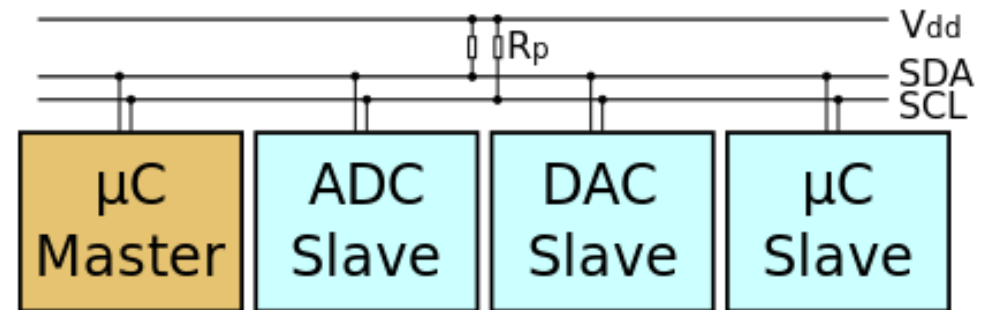 Vdd
Rp
SDA
SCL
µC
Master
ADC
Slave
DAC
Slave
µC
Slave